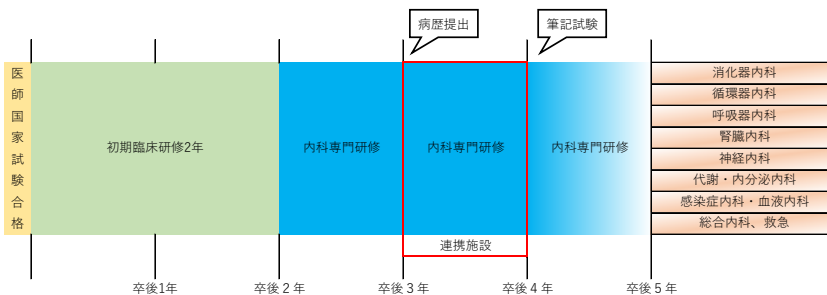 病歴提出
筆記試験
医師国家試験合格
初期臨床研修2年
内科専門研修
内科専門研修
内科専門研修
消化器内科
循環器内科
呼吸器内科
腎臓内科
神経内科
代謝・内分泌内科
感染症内科・血液内科
総合内科、救急
連携施設
卒後1年
卒後 2 年
卒後 3 年
卒後 4 年
卒後 5 年